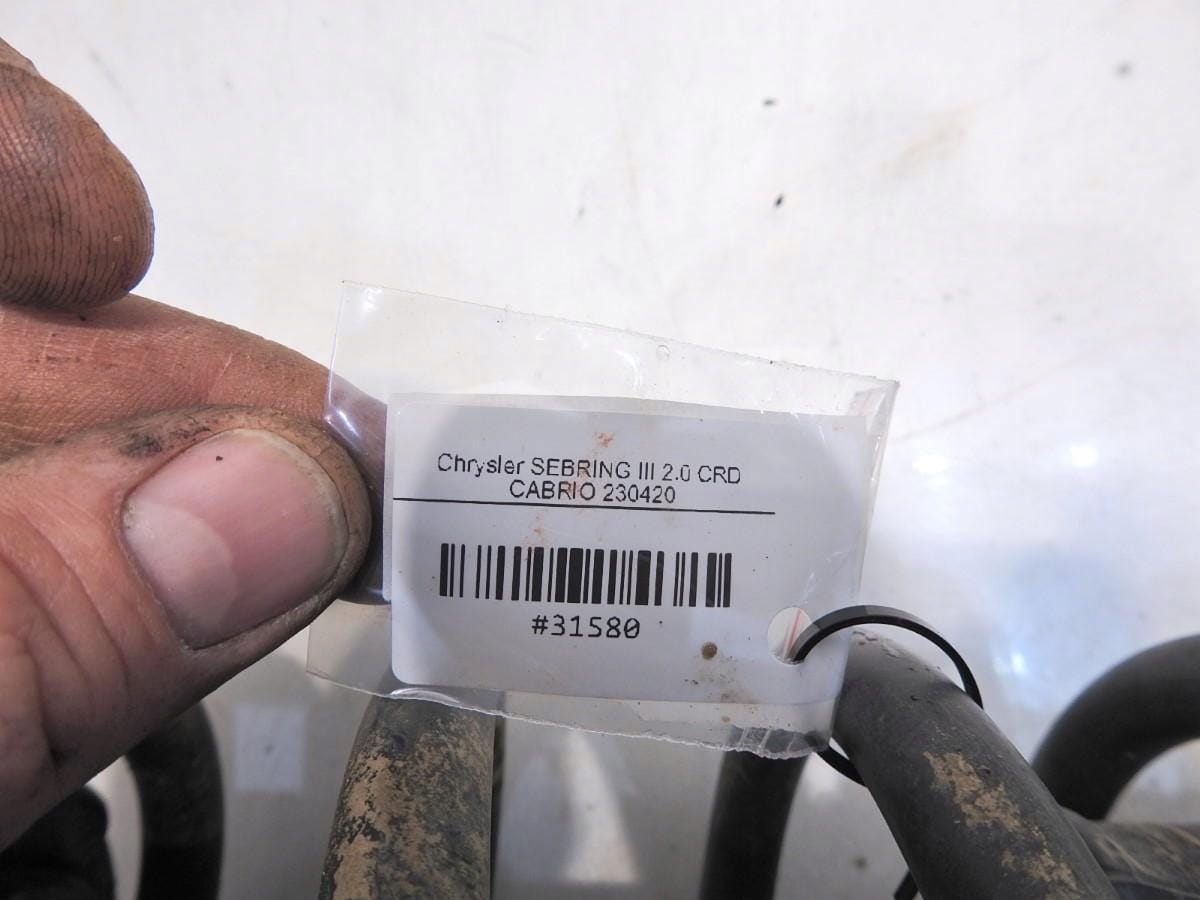 Chrysler SEBRING III 2.0 CRD
CABRIO 230420
#31580